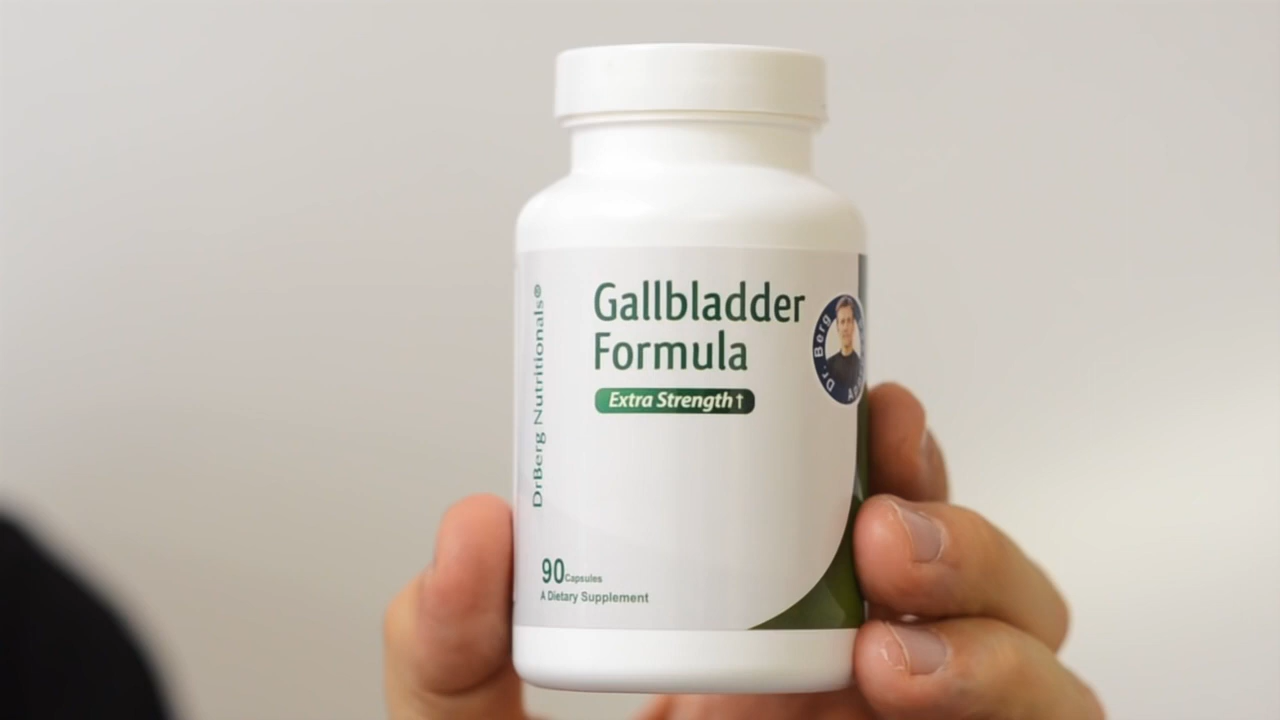 Gallbladder
Formula
Extra Strength†
DrBerg Nutritionals®
Dr. Berg
90 Capsules
A Dietary Supplement